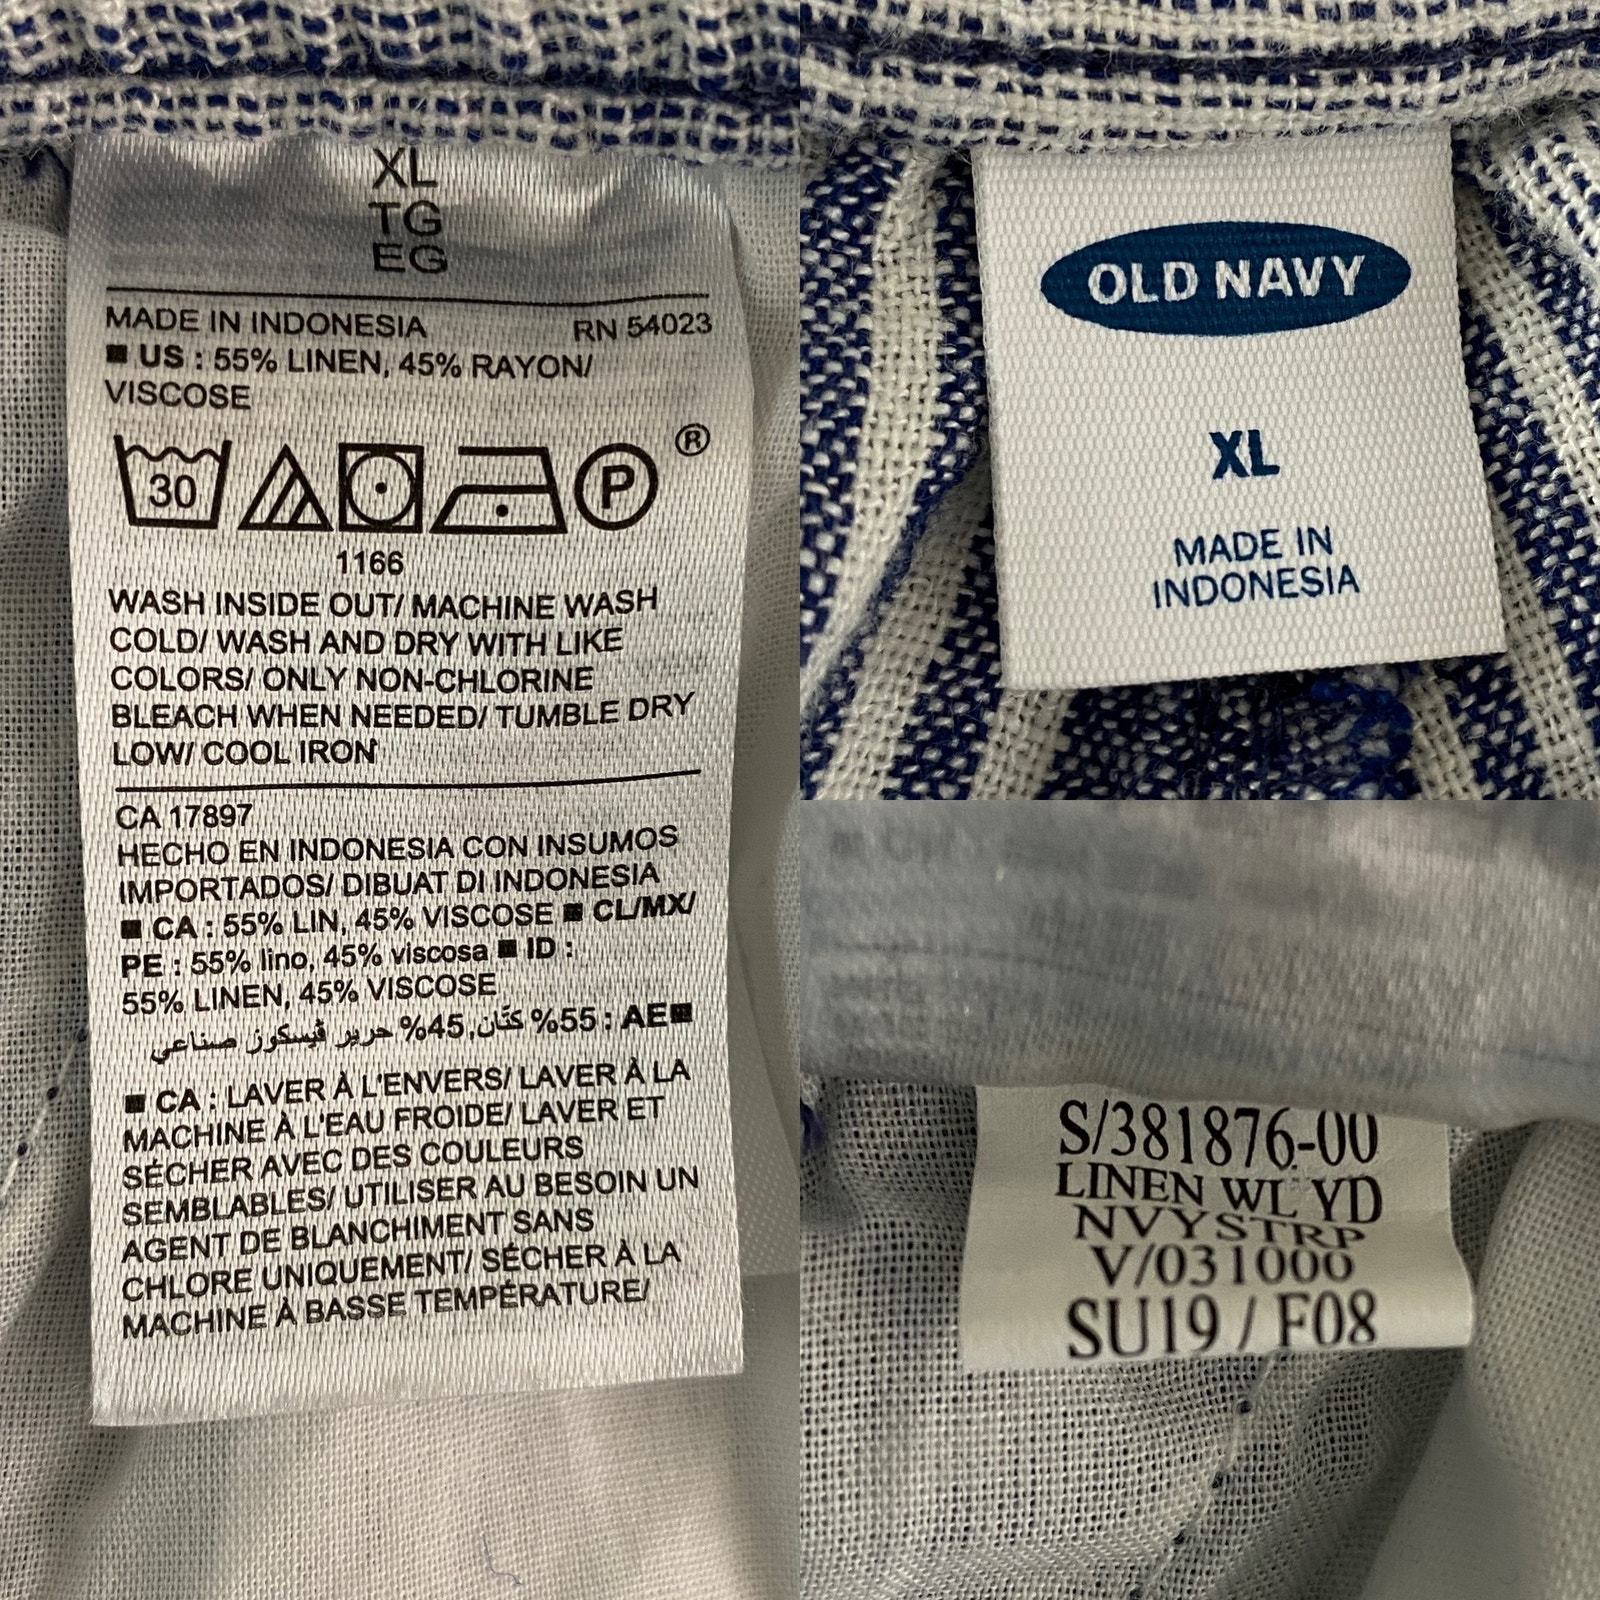 XL
TG
EG
MADE IN INDONESIA RN 54023
■ US : 55% LINEN, 45% RAYON/
VISCOSE
30 P ®
1166
WASH INSIDE OUT/ MACHINE WASH
COLD/ WASH AND DRY WITH LIKE
COLORS/ ONLY NON-CHLORINE
BLEACH WHEN NEEDED/ TUMBLE DRY
LOW/ COOL IRON
CA 17897
HECHO EN INDONESIA CON INSUMOS
IMPORTADOS/ DIBUAT DI INDONESIA
■ CA : 55% LIN, 45% VISCOSE ■ CL/MX/
PE : 55% lino, 45% viscosa ■ ID :
55% LINEN, 45% VISCOSE
■AE : %55 كتّان, %45 حرير ڤيسكوز صناعي
■ CA : LAVER À L'ENVERS/ LAVER À LA
MACHINE À L'EAU FROIDE/ LAVER ET
SÉCHER AVEC DES COULEURS
SEMBLABLES/ UTILISER AU BESOIN UN
AGENT DE BLANCHIMENT SANS
CHLORE UNIQUEMENT/ SÉCHER À LA
MACHINE À BASSE TEMPÉRATURE/
OLD NAVY
XL
MADE IN
INDONESIA
S/381876-00
LINEN WL YD
NVYSTRP
V/031006
SU19 / F08